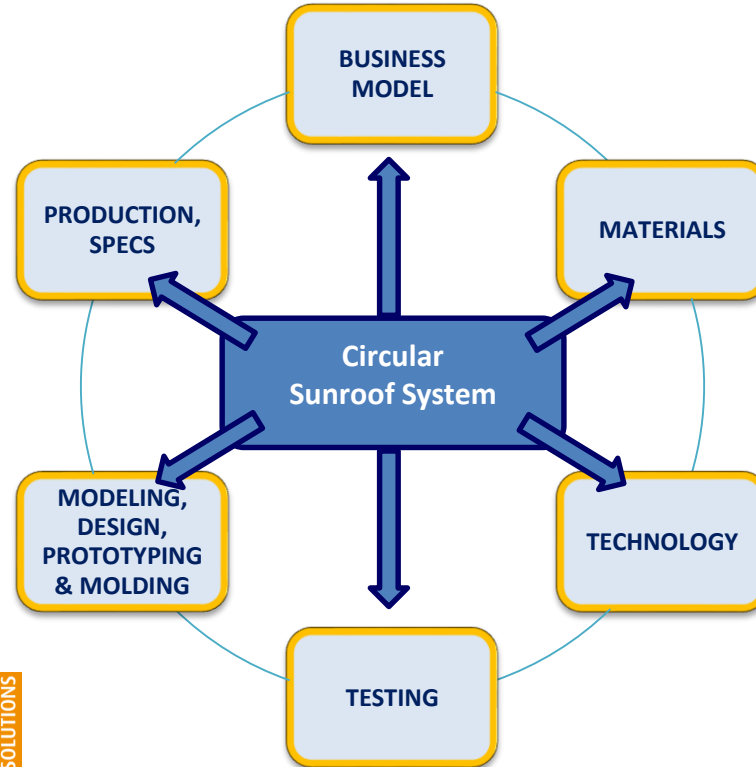 BUSINESS
MODEL
PRODUCTION,
SPECS
MATERIALS
Circular
Sunroof System
MODELING,
DESIGN,
PROTOTYPING
& MOLDING
TECHNOLOGY
TESTING
SOLUTIONS